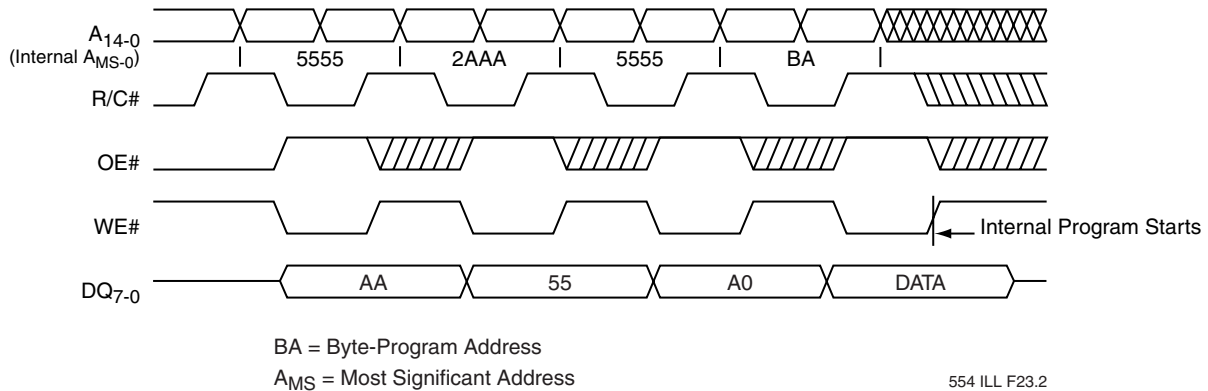 A14-0
(Internal AMS-0)
5555 2AAA 5555 BA
R/C#
OE#
WE#
Internal Program Starts
DQ7-0
AA 55 A0 DATA
BA = Byte-Program Address
AMS = Most Significant Address
554 ILL F23.2